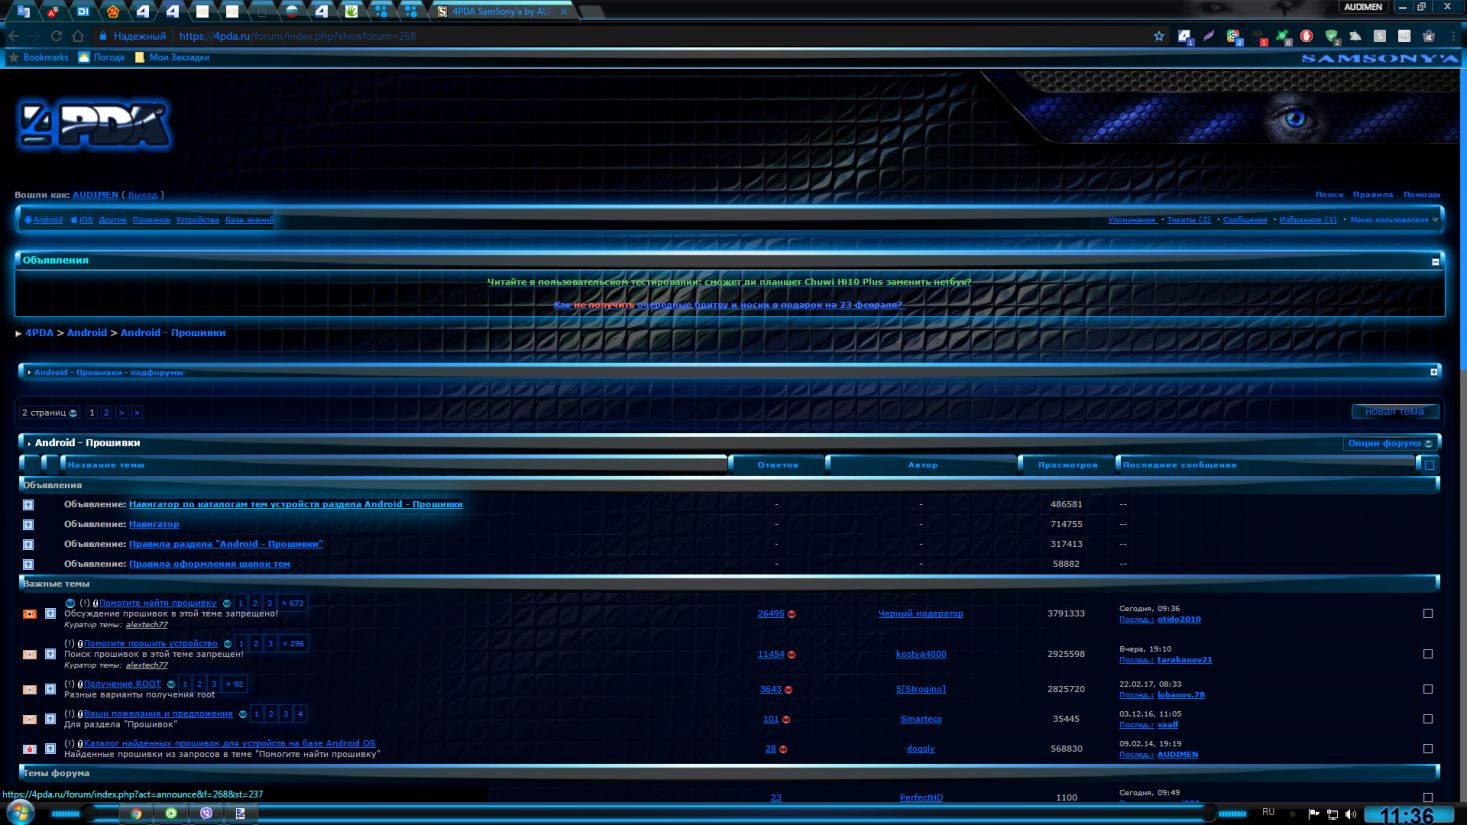 4PDA SamSony'a by AUD
AUDIMEN
Надежный https://4pda.ru/forum/index.php?showforum=268
Bookmarks Погода Мои Закладки
SAMSONY'A
4PDA
Вошли как: AUDIMEN ( Выход )
Поиск Правила Помощь
Android iOS Другие Полезное Устройства База знаний
Упоминания · Тикеты (2) · Сообщения · Избранное (1) · Меню пользователя
Объявления
Читайте в пользовательском тестировании: сможет ли планшет Chuwi Hi10 Plus заменить нетбук?
Как не получить очередные бритву и носки в подарок на 23 февраля?
4PDA > Android > Android - Прошивки
Android - Прошивки - подфорумы
2 страниц 1 2 > »
новая тема
Android - Прошивки
Опции форума
Название темы Ответов Автор Просмотров Последнее сообщение
Объявления
Объявление: Навигатор по каталогам тем устройств раздела Android - Прошивки - - 486581 --
Объявление: Навигатор - - 714755 --
Объявление: Правила раздела "Android - Прошивки" - - 317413 --
Объявление: Правила оформления шапок тем - - 58882 --
Важные темы
(!) Помогите найти прошивку 1 2 3 » 673
Обсуждение прошивок в этой теме запрещено!
Куратор темы: alextech77
26495 Черный модератор 3791333
Сегодня, 09:36
Послед.: otido2010
(!) Помогите прошить устройство 1 2 3 » 296
Поиск прошивок в этой теме запрещен!
Куратор темы: alextech77
11454 kostya4000 2925598
Вчера, 19:10
Послед.: tarakanov21
(!) Получение ROOT 1 2 3 » 92
Разные варианты получения root
3643 5[Strogino] 2825720
22.02.17, 08:33
Послед.: lobanov.78
(!) Ваши пожелания и предложения 1 2 3 4
Для раздела "Прошивок"
101 Smartecs 35445
03.12.16, 11:05
Послед.: vaalf
(!) Каталог найденных прошивок для устройств на базе Android OS
Найденные прошивки из запросов в теме "Помогите найти прошивку"
28 dogsly 568830
09.02.14, 19:19
Послед.: AUDIMEN
Темы форума
23 PerfectHD 1100
Сегодня, 09:49
https://4pda.ru/forum/index.php?act=announce&f=268&st=237
RU
11:36